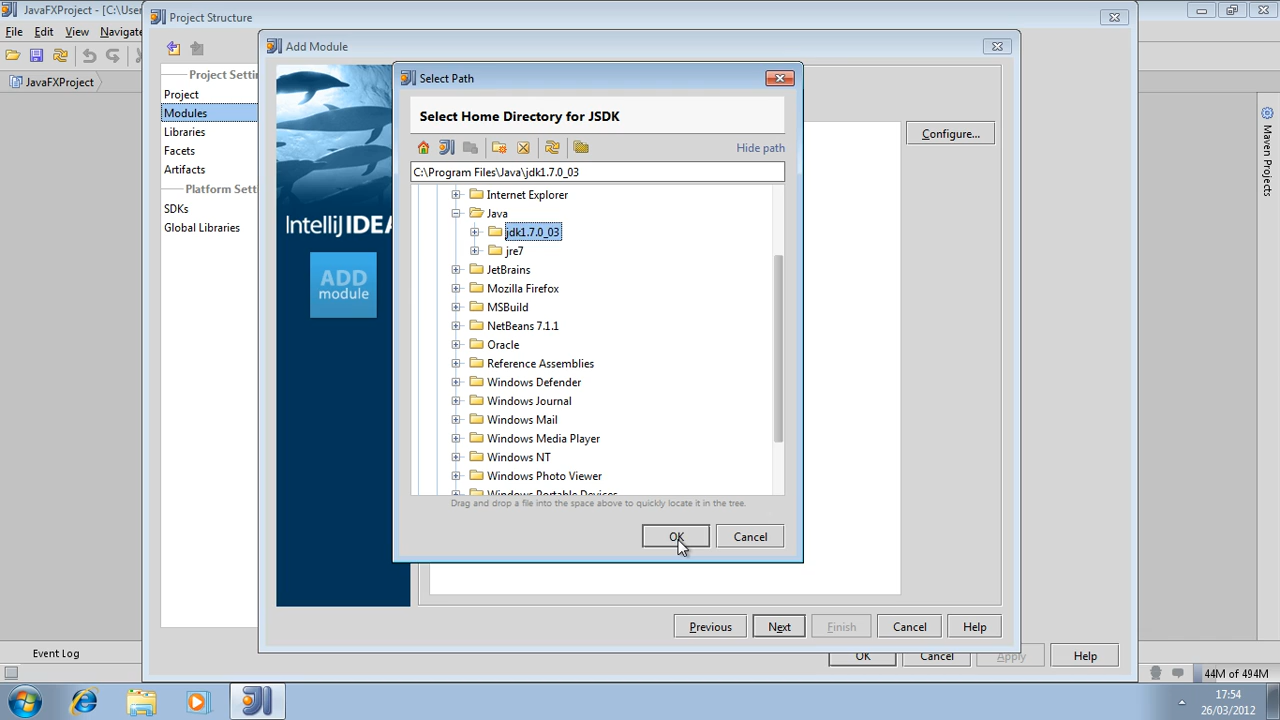 JavaFXProject - [C:\User
File Edit View Navigate
JavaFXProject
Project Structure
Project Settin
Project
Modules
Libraries
Facets
Artifacts
Platform Sett
SDKs
Global Libraries
Add Module
IntelliJ IDEA
ADD
module
Configure...
Select Path
Select Home Directory for JSDK
Hide path
C:\Program Files\Java\jdk1.7.0_03
Internet Explorer
Java
jdk1.7.0_03
jre7
JetBrains
Mozilla Firefox
MSBuild
NetBeans 7.1.1
Oracle
Reference Assemblies
Windows Defender
Windows Journal
Windows Mail
Windows Media Player
Windows NT
Windows Photo Viewer
Windows Portable Devices
Drag and drop a file into the space above to quickly locate it in the tree.
OK Cancel
Previous Next Finish Cancel Help
OK Cancel Apply Help
Maven Projects
Event Log
44M of 494M
17:54
26/03/2012